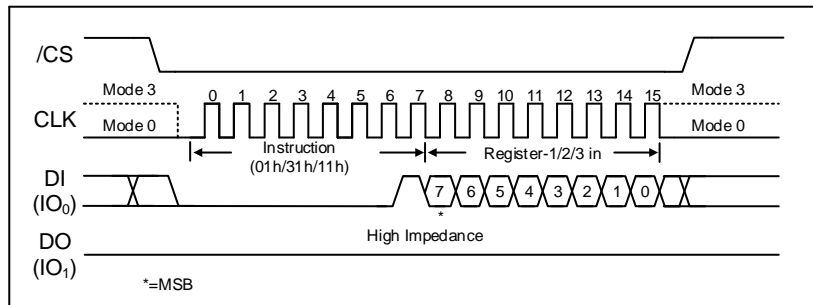 /CS
Mode 3
0 1 2 3 4 5 6 7 8 9 10 11 12 13 14 15
Mode 3
CLK
Mode 0
Mode 0
Instruction
(01h/31h/11h)
Register-1/2/3 in
DI
(IO0)
7 6 5 4 3 2 1 0
*
High Impedance
DO
(IO1)
*=MSB